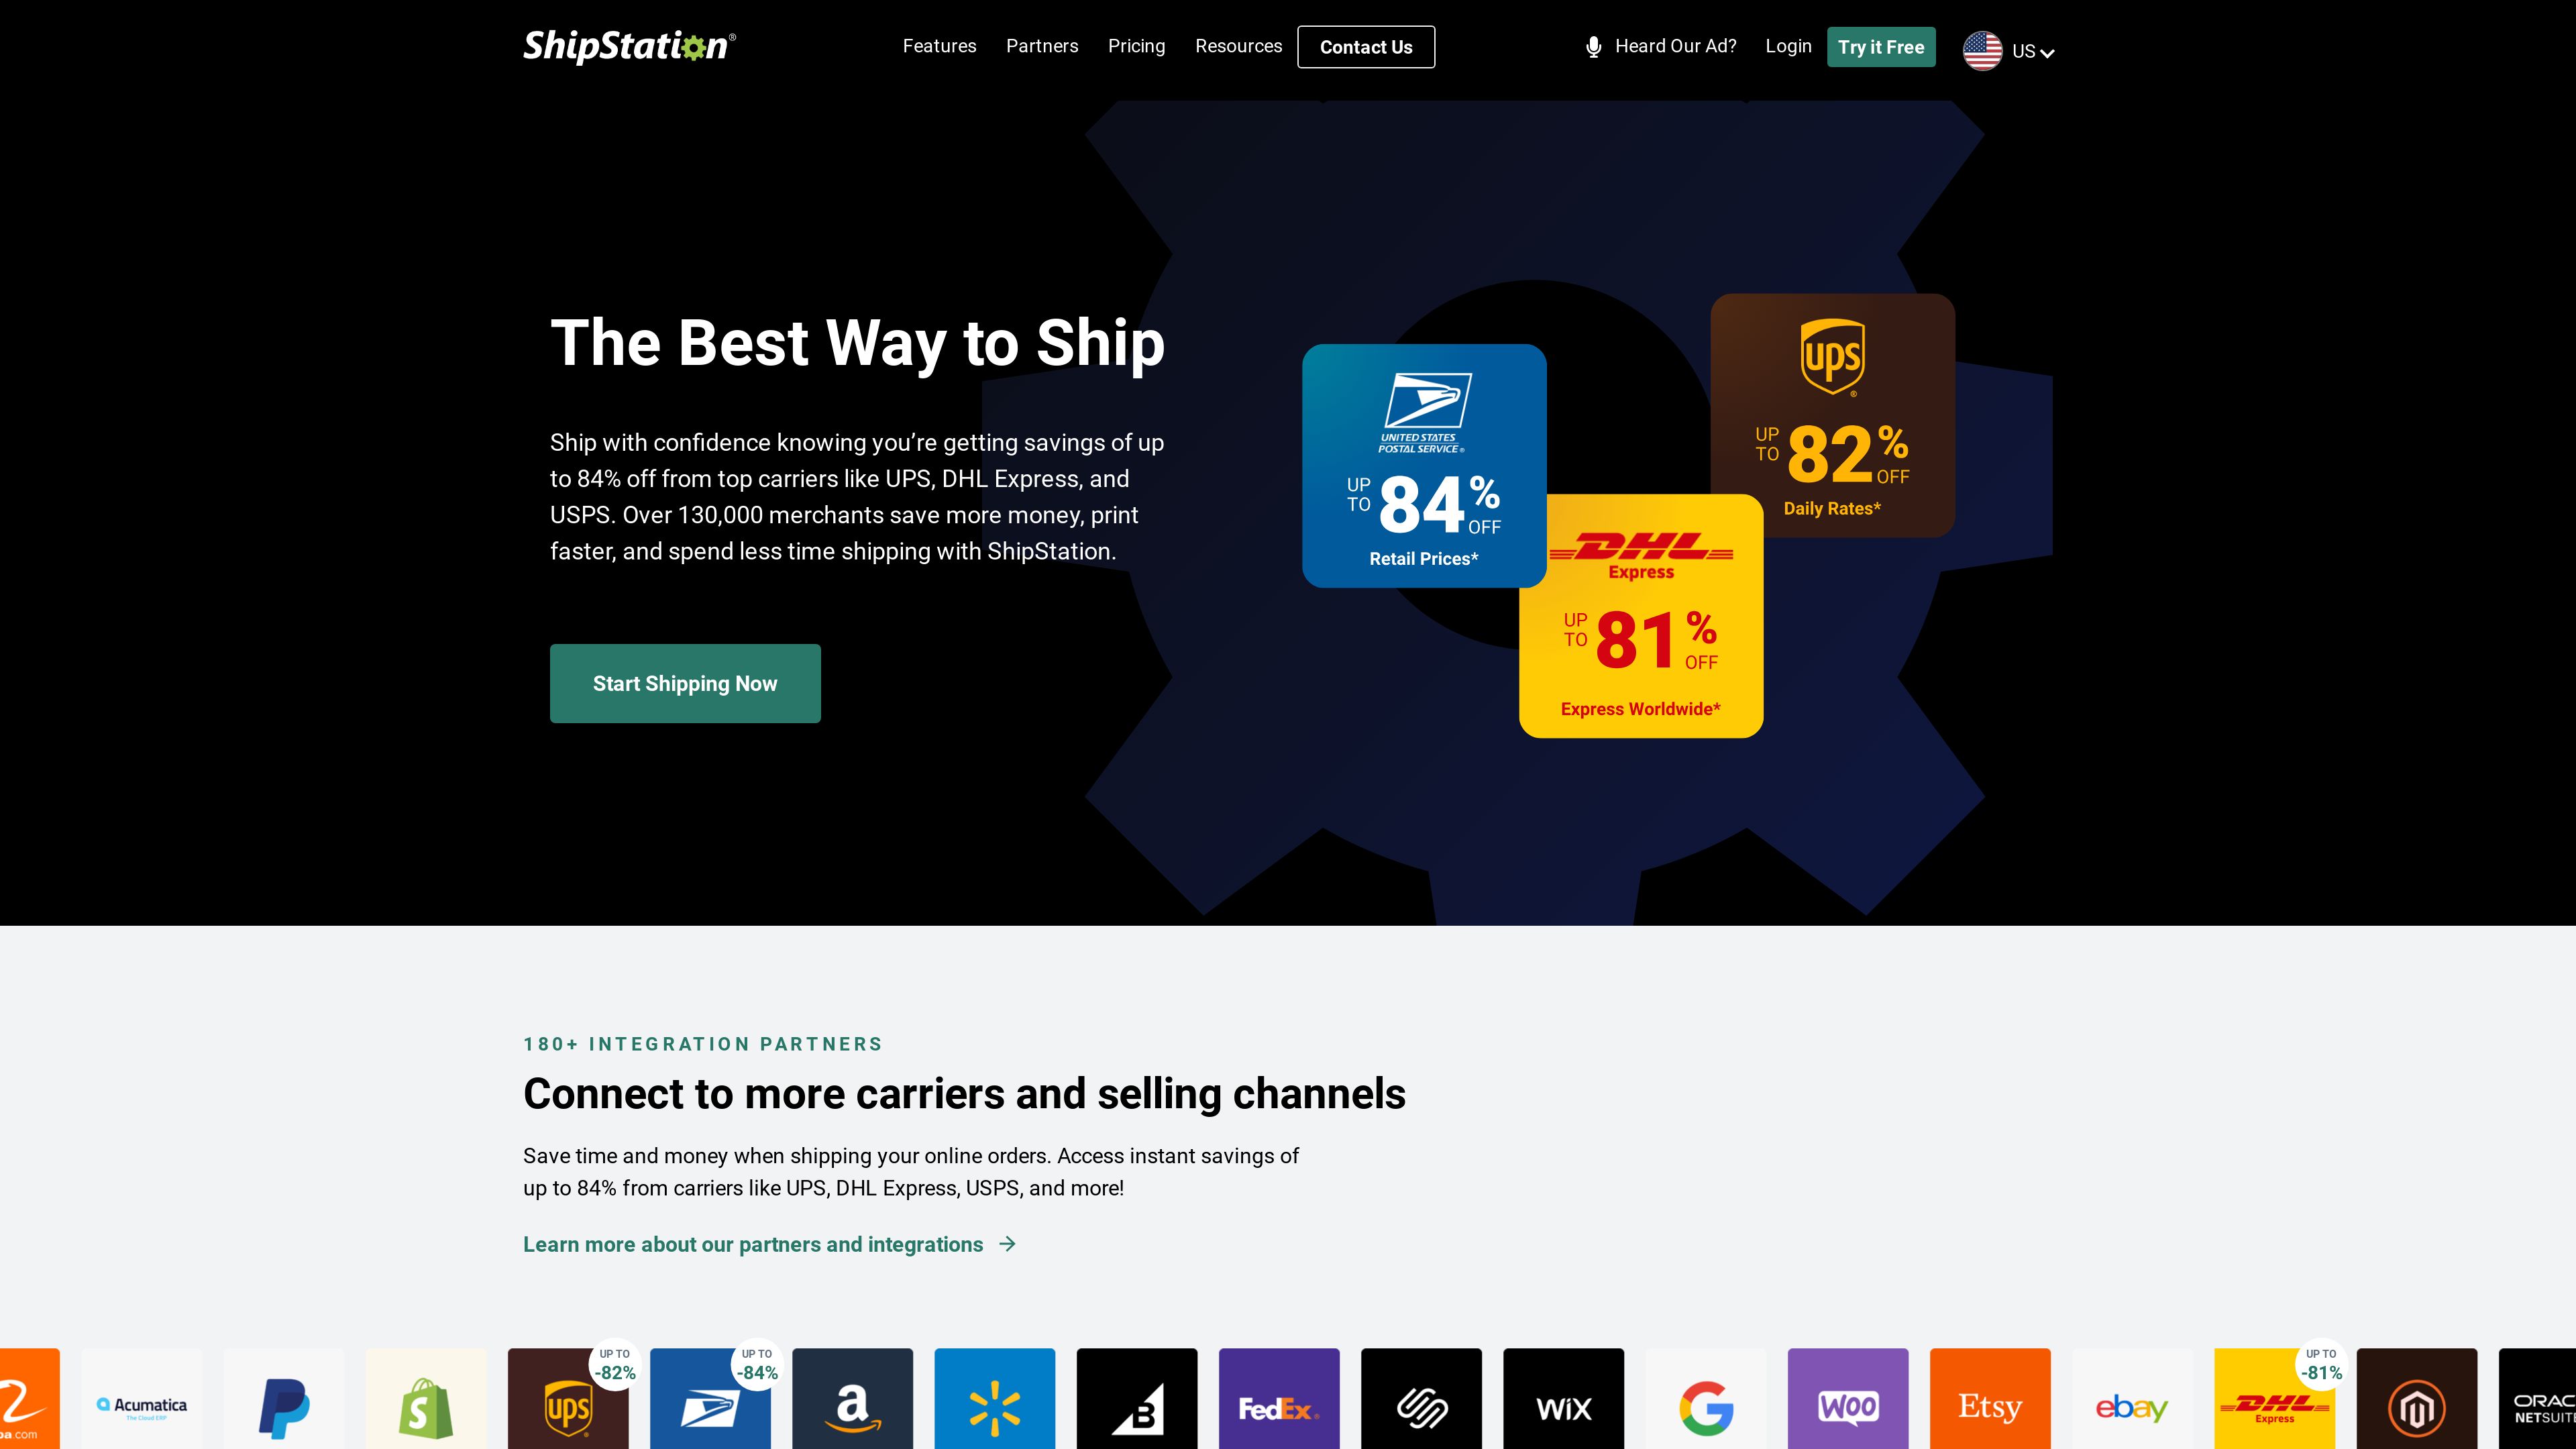 ShipStation®
Features
Partners
Pricing
Resources
Contact Us
Heard Our Ad?
Login
Try it Free
US
The Best Way to Ship
Ship with confidence knowing you’re getting savings of up
to 84% off from top carriers like UPS, DHL Express, and
USPS. Over 130,000 merchants save more money, print
faster, and spend less time shipping with ShipStation.
Start Shipping Now
UNITED STATES
POSTAL SERVICE®
UP TO 84% OFF
Retail Prices*
ups®
UP TO 82% OFF
Daily Rates*
DHL
Express
UP TO 81% OFF
Express Worldwide*
180+ INTEGRATION PARTNERS
Connect to more carriers and selling channels
Save time and money when shipping your online orders. Access instant savings of
up to 84% from carriers like UPS, DHL Express, USPS, and more!
Learn more about our partners and integrations
Acumatica
The Cloud ERP
S
ups
UP TO
-82%
UP TO
-84%
a
B
FedEx®
WiX
G
WOO
Etsy
ebay
DHL
Express
UP TO
-81%